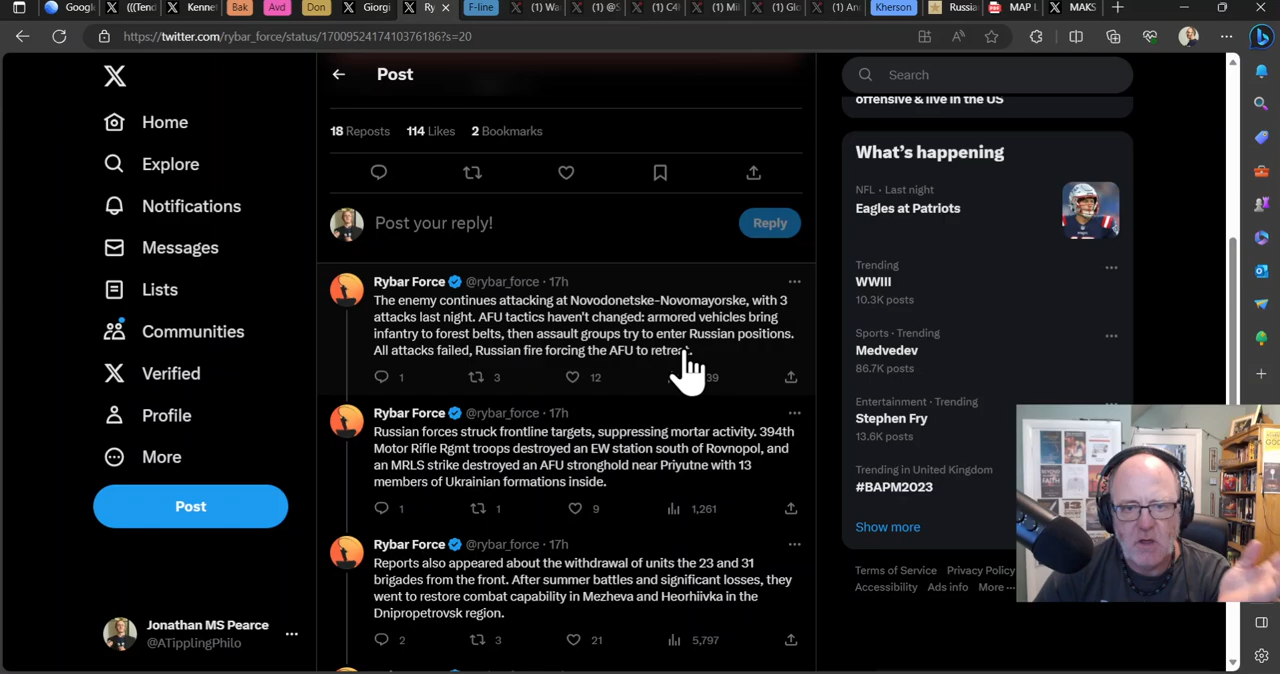 Googl
(((Tend
Kenne
Bak
Avd
Don
Giorgi
Ry
F-line
(1) Wa
(1) @S
(1) C4I
(1) Mil
(1) Glo
(1) An
Kherson
Russia
MAP L
MAKS
https://twitter.com/rybar_force/status/1700952417410376186?s=20
Home
Explore
Notifications
Messages
Lists
Communities
Verified
Profile
More
Post
Jonathan MS Pearce
@ATipplingPhilo
Post
18 Reposts 114 Likes 2 Bookmarks
Post your reply!
Reply
Rybar Force @rybar_force · 17h
The enemy continues attacking at Novodonetske-Novomayorske, with 3
attacks last night. AFU tactics haven't changed: armored vehicles bring
infantry to forest belts, then assault groups try to enter Russian positions.
All attacks failed, Russian fire forcing the AFU to retreat.
1 3 12 39
Rybar Force @rybar_force · 17h
Russian forces struck frontline targets, suppressing mortar activity. 394th
Motor Rifle Rgmt troops destroyed an EW station south of Rovnopol, and
an MRLS strike destroyed an AFU stronghold near Priyutne with 13
members of Ukrainian formations inside.
1 1 9 1,261
Rybar Force @rybar_force · 17h
Reports also appeared about the withdrawal of units the 23 and 31
brigades from the front. After summer battles and significant losses, they
went to restore combat capability in Mezheva and Heorhiivka in the
Dnipropetrovsk region.
2 3 21 5,797
Search
offensive & live in the US
What's happening
NFL · Last night
Eagles at Patriots
Trending
WWIII
10.3K posts
Sports · Trending
Medvedev
86.7K posts
Entertainment · Trending
Stephen Fry
13.6K posts
Trending in United Kingdom
#BAPM2023
Show more
Terms of Service Privacy Policy
Accessibility Ads info More ...